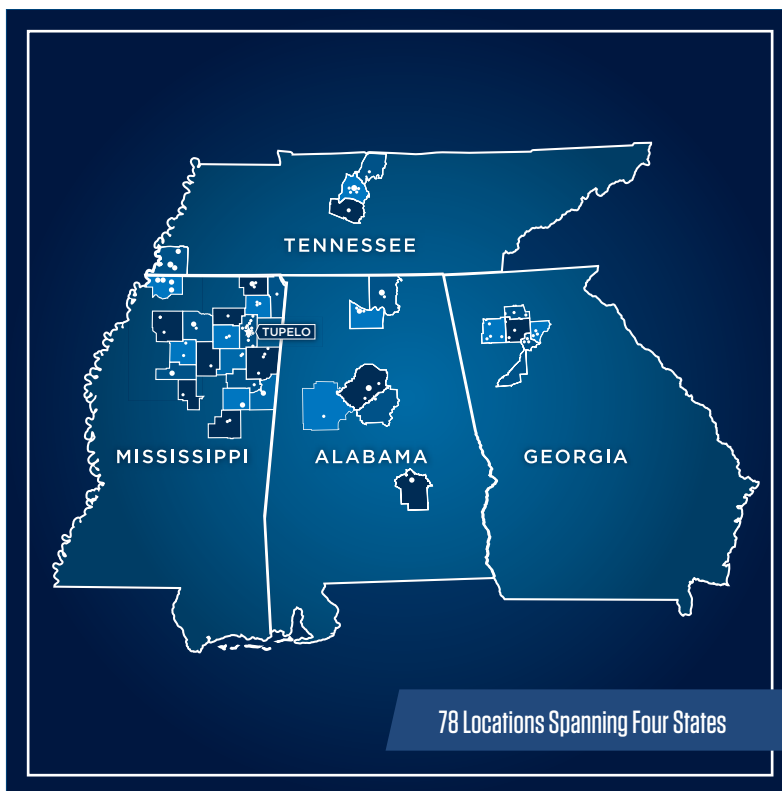 TENNESSEE
TUPELO
MISSISSIPPI
ALABAMA
GEORGIA
78 Locations Spanning Four States